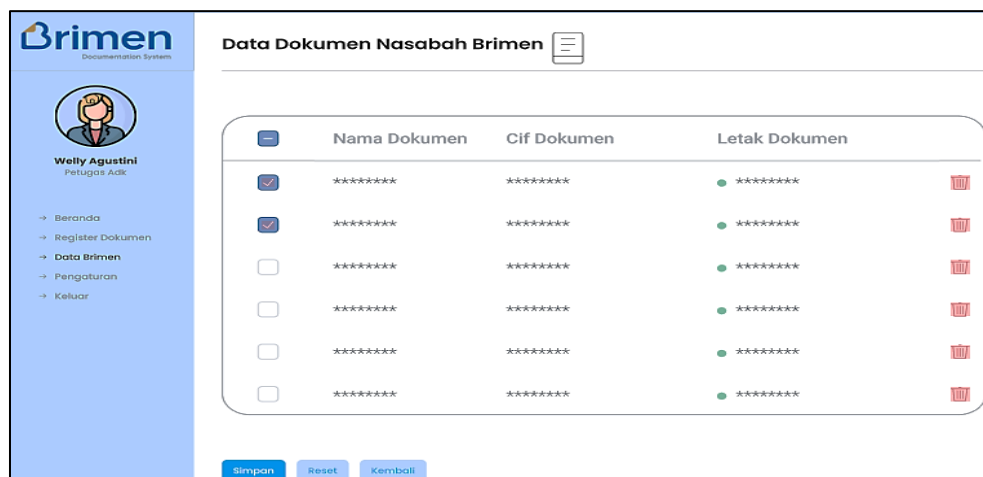 Brimen
Documentation System
Welly Agustini
Petugas Adk
→ Beranda
→ Register Dokumen
→ Data Brimen
→ Pengaturan
→ Keluar
Data Dokumen Nasabah Brimen
Nama Dokumen Cif Dokumen Letak Dokumen
******** ******** ********
******** ******** ********
******** ******** ********
******** ******** ********
******** ******** ********
******** ******** ********
Simpan Reset Kembali